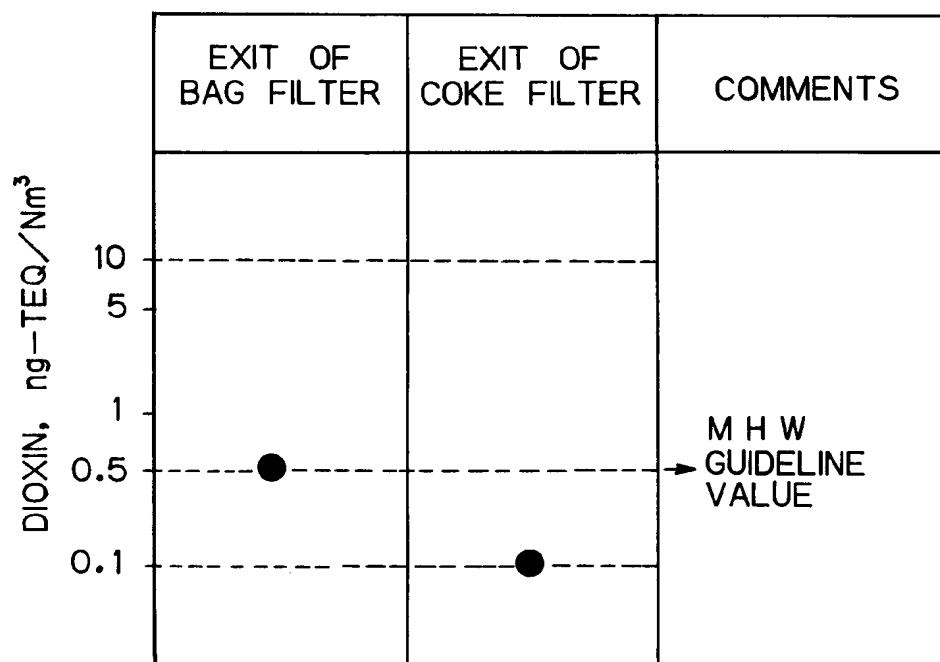 EXIT OF
BAG FILTER
EXIT OF
COKE FILTER
COMMENTS
DIOXIN, ng-TEQ/Nm³
10
5
1
0.5
0.1
M H W
GUIDELINE
VALUE